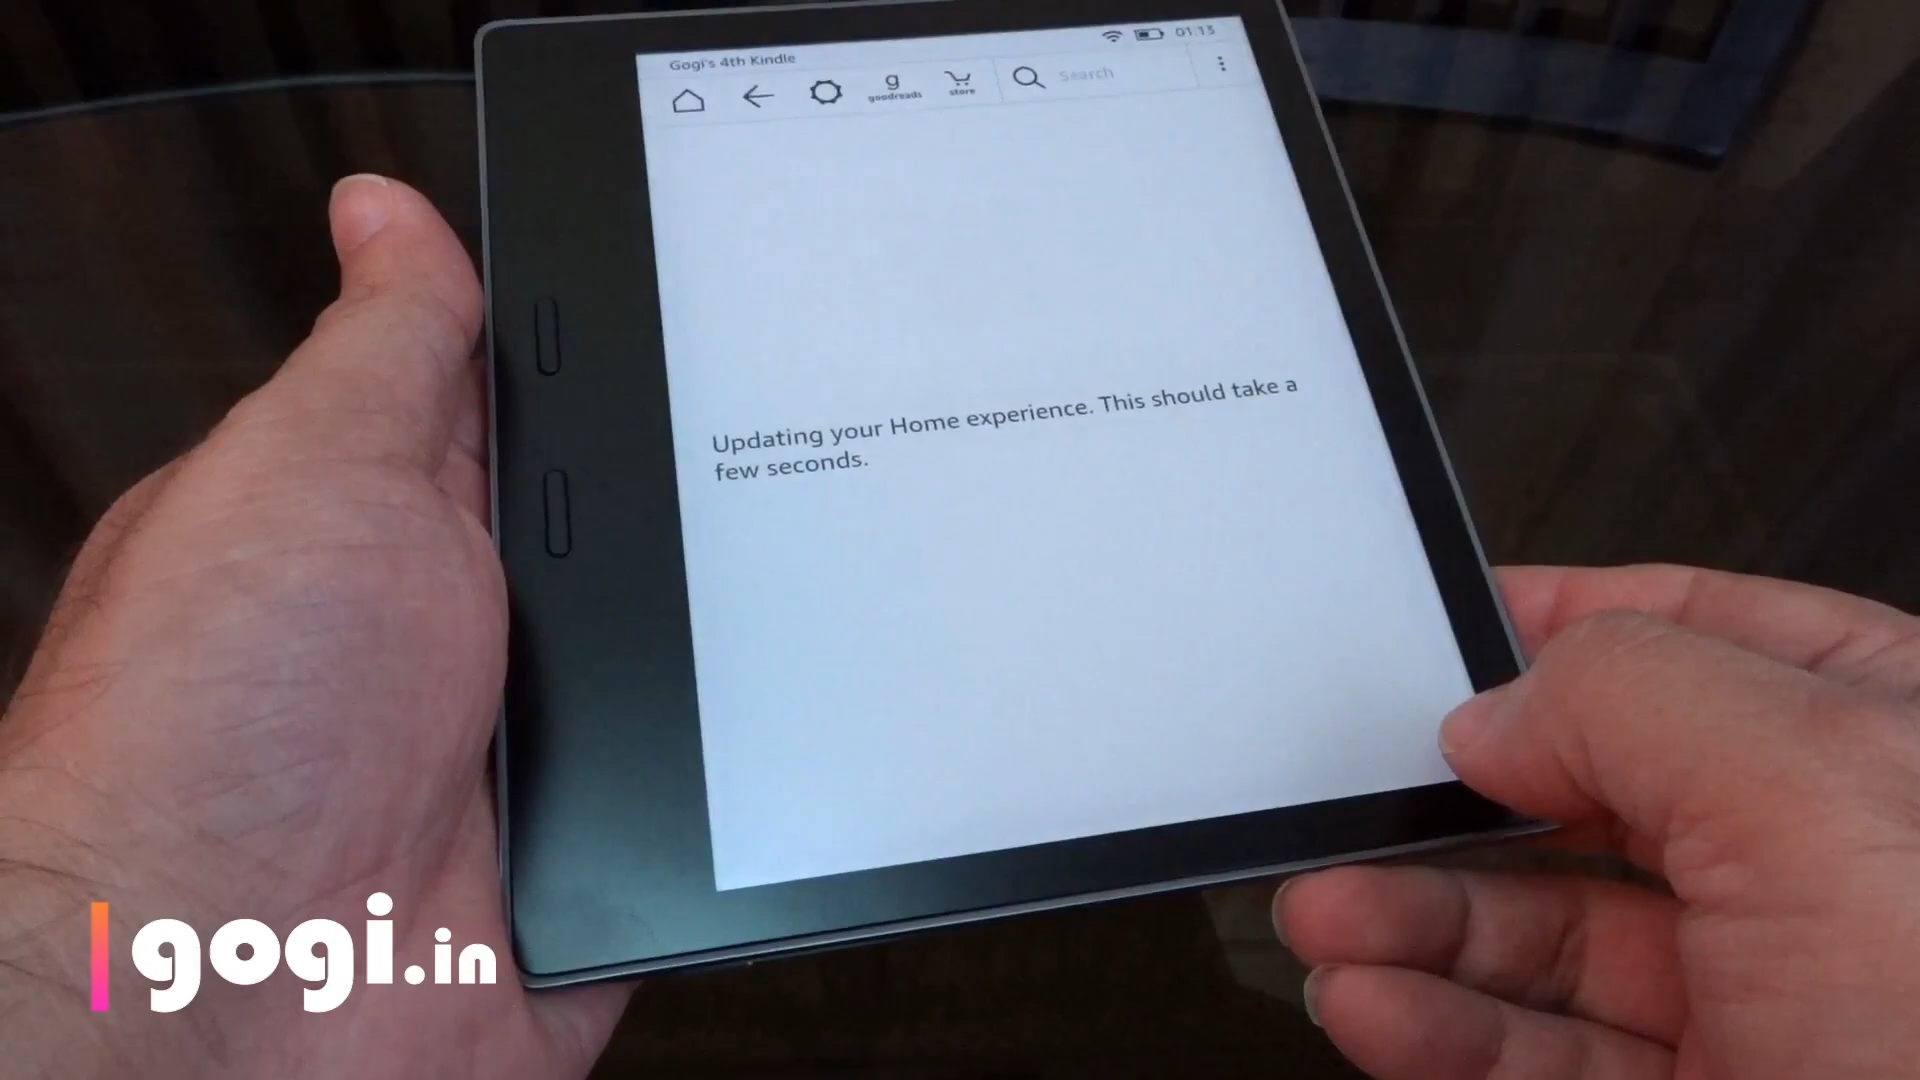 Gogi's 4th Kindle
01:13
g
goodreads
store
Search
Updating your Home experience. This should take a
few seconds.
gogi.in